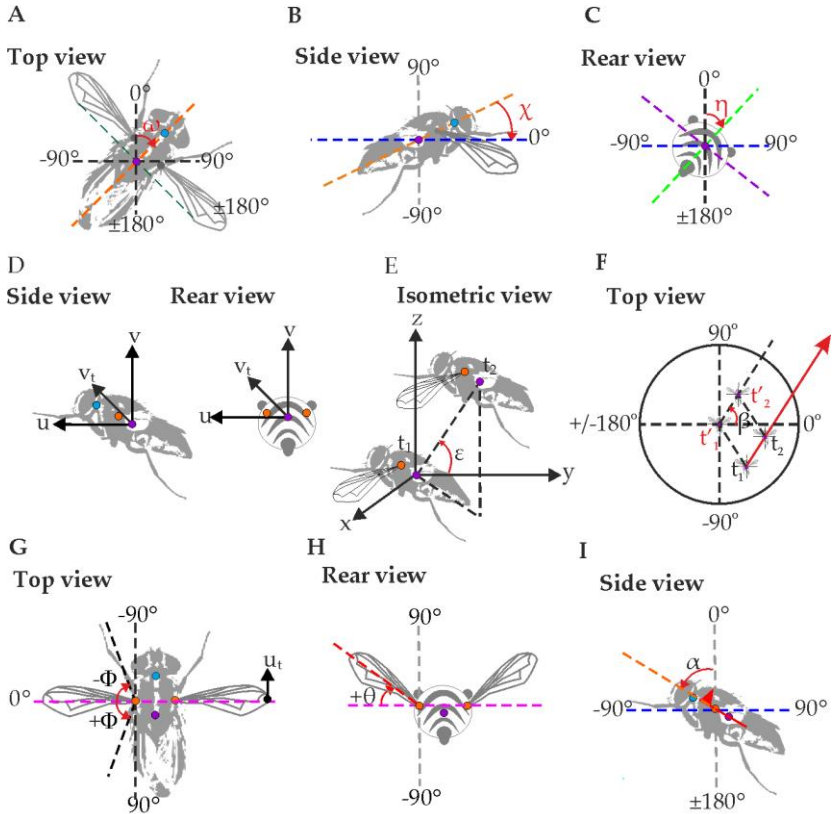 A
Top view
0°
ω
-90°
-90°
±180°
±180°
B
Side view
90°
χ
0°
-90°
C
Rear view
0°
η
-90°
90°
±180°
D
Side view
Rear view
v
v
vt
vt
u
u
E
Isometric view
z
t2
t1
ε
y
x
F
Top view
90°
t'2
+/-180°
t'1
β
0°
t2
t1
-90°
G
Top view
-90°
-Φ
ut
0°
+Φ
90°
H
Rear view
90°
+θ
-90°
I
Side view
0°
α
-90°
90°
±180°